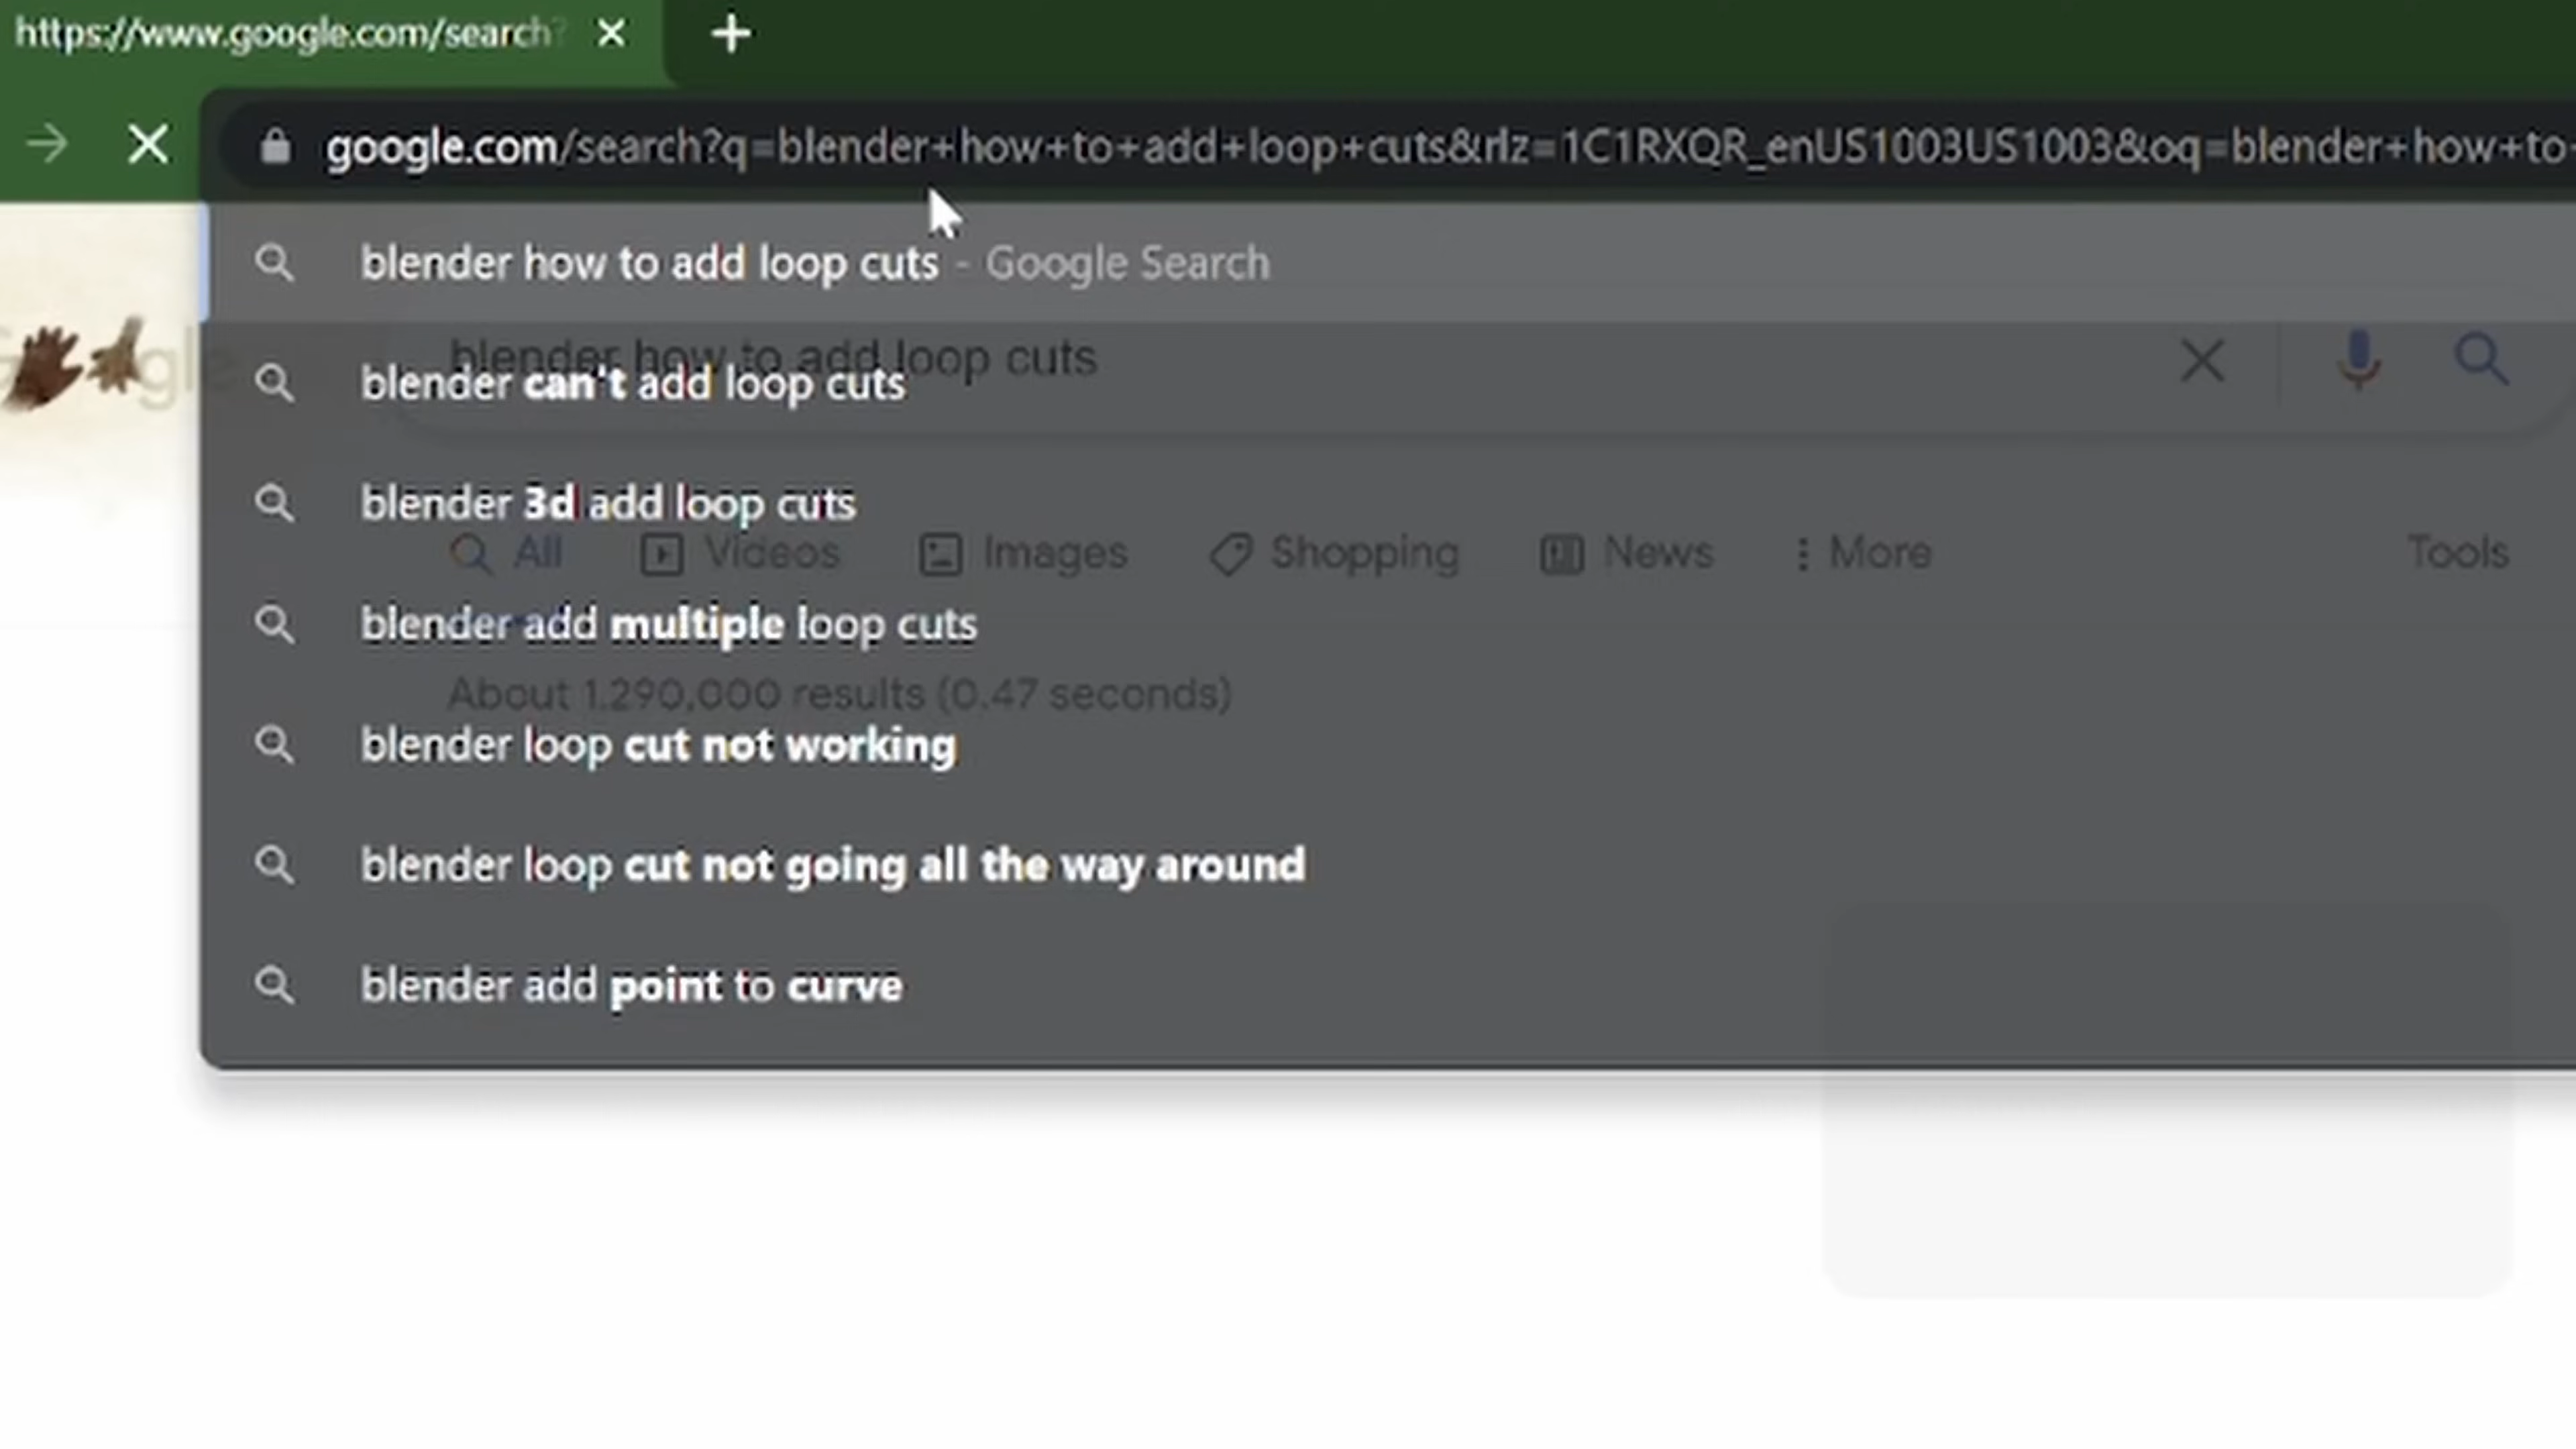 https://www.google.com/search?
google.com/search?q=blender+how+to+add+loop+cuts&rlz=1C1RXQR_enUS1003US1003&oq=blender+how+to
blender how to add loop cuts - Google Search
blender how to add loop cuts
blender can't add loop cuts
blender 3d add loop cuts
All Videos Images Shopping News More Tools
blender add multiple loop cuts
About 1,290,000 results (0.47 seconds)
blender loop cut not working
blender loop cut not going all the way around
blender add point to curve